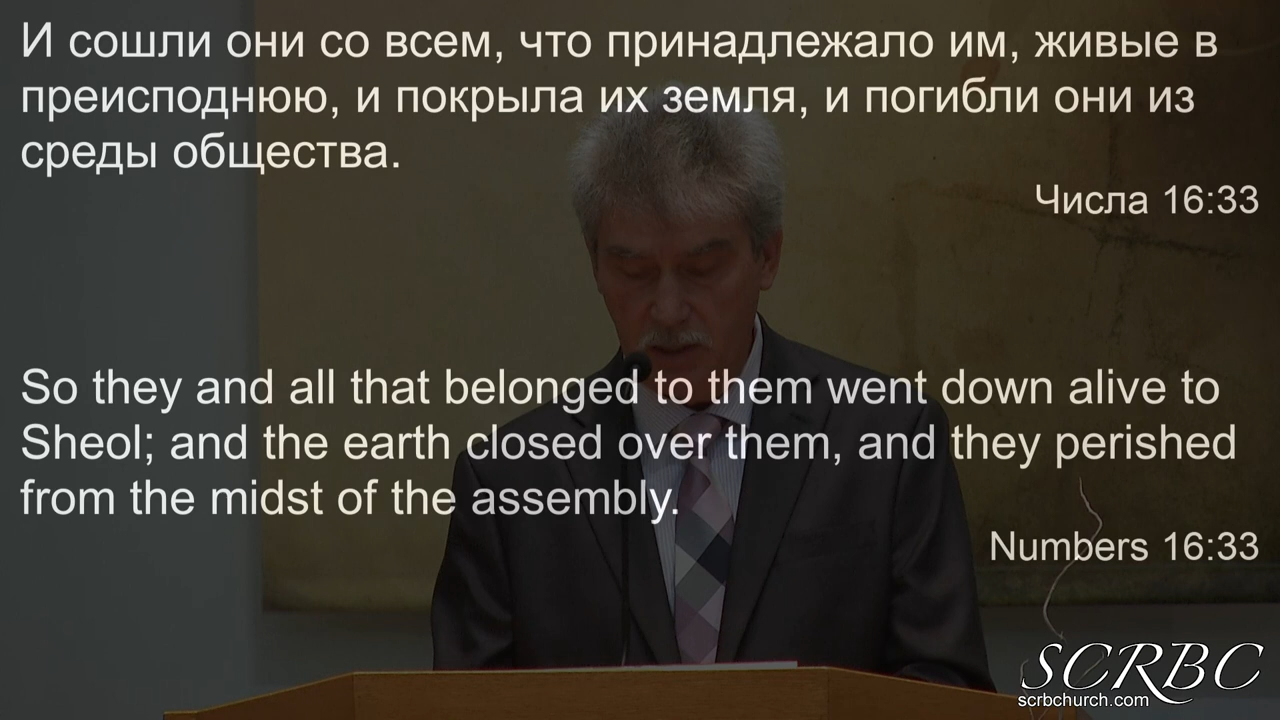 И сошли они со всем, что принадлежало им, живые в
преисподнюю, и покрыла их земля, и погибли они из
среды общества.
Числа 16:33
So they and all that belonged to them went down alive to
Sheol; and the earth closed over them, and they perished
from the midst of the assembly.
Numbers 16:33
SCRBC
scrbchurch.com